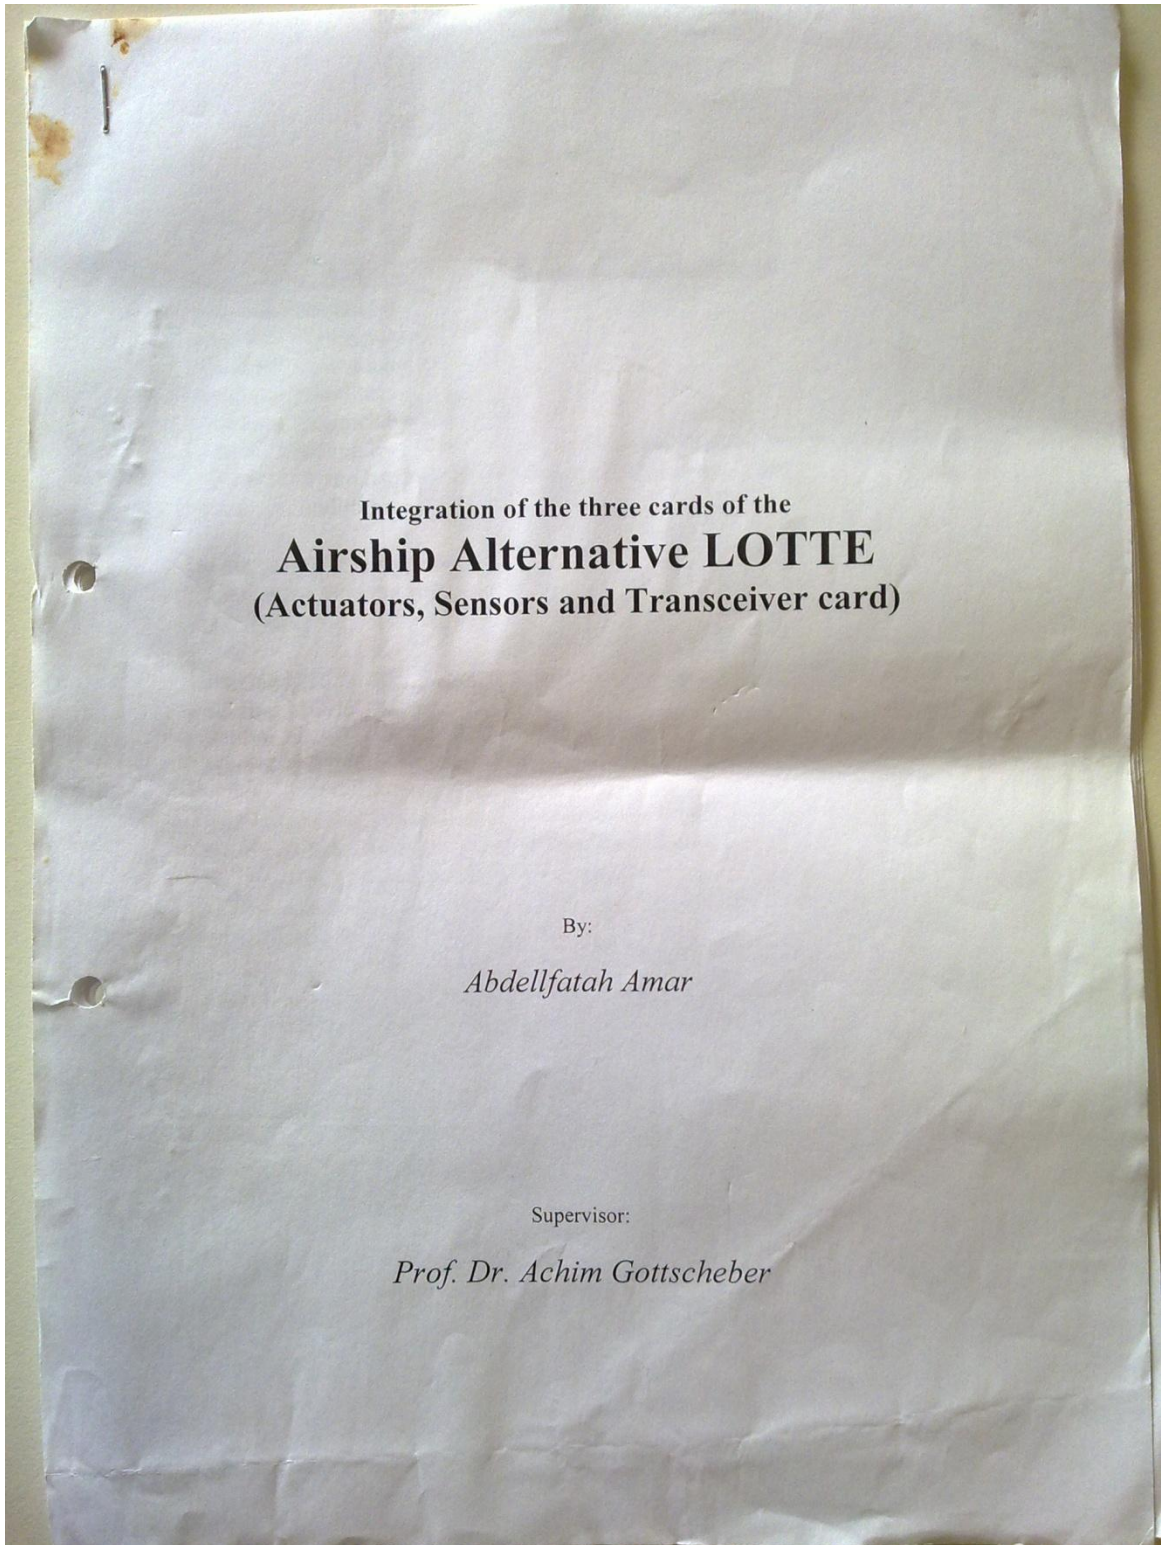 Integration of the three cards of the
Airship Alternative LOTTE
(Actuators, Sensors and Transceiver card)
By:
Abdellfatah Amar
Supervisor:
Prof. Dr. Achim Gottscheber